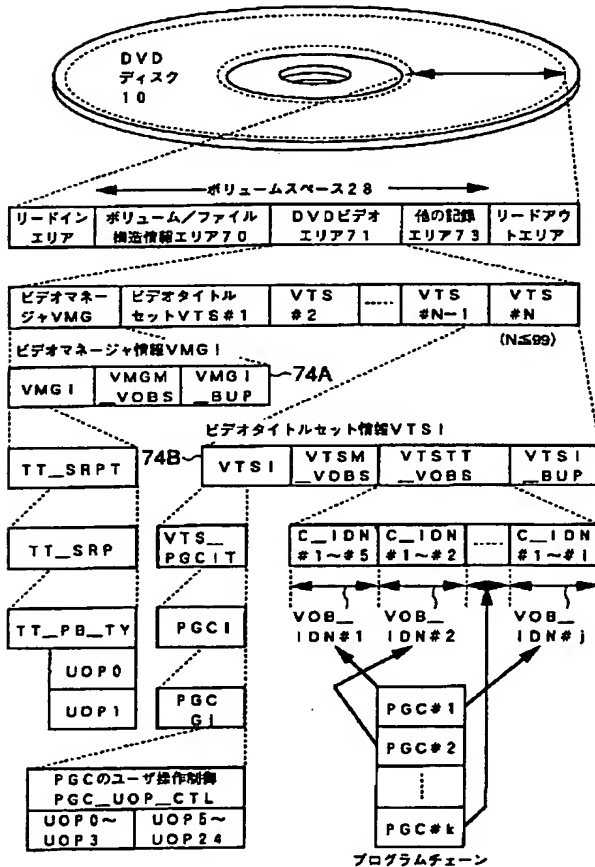 DVD
ディスク
10
ボリュームスペース28
リードイン
エリア
ボリューム／ファイル
構造情報エリア70
DVDビデオ
エリア71
他の記録
エリア73
リードアウ
トエリア
ビデオマネー
ジャVMG
ビデオタイトル
セットVTS#1
VTS
#2
VTS
#N-1
VTS
#N
(N≦99)
ビデオマネージャ情報VMGI
VMGI
VMGM
_VOBS
VMGI
_BUP
74A
ビデオタイトルセット情報VTSI
74B
VTSI
VTSM
_VOBS
VTSTT
_VOBS
VTSI
_BUP
TT_SRPT
TT_SRP
TT_PB_TY
UOP0
UOP1
VTS_
PGCIT
PGCI
PGC
GI
PGCのユーザ操作制御
PGC_UOP_CTL
UOP0～
UOP3
UOP5～
UOP24
C_IDN
#1～#5
C_IDN
#1～#2
C_IDN
#1～#i
VOB_
IDN#1
VOB_
IDN#2
VOB_
IDN#j
PGC#1
PGC#2
PGC#k
プログラムチェーン